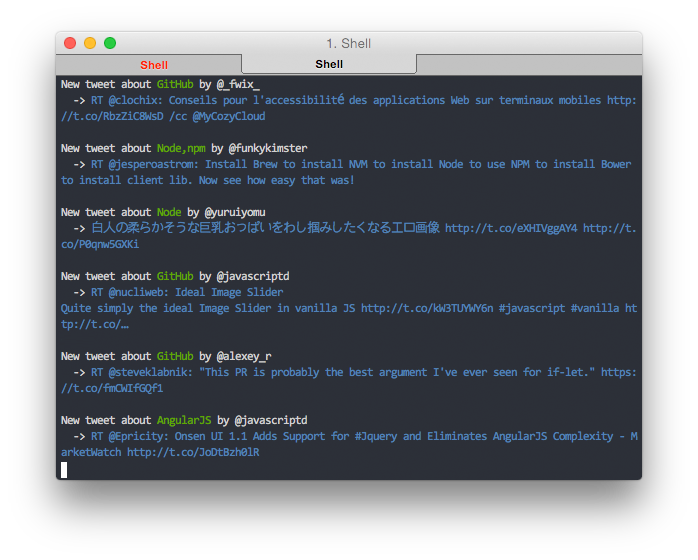 1. Shell
Shell
Shell
New tweet about GitHub by @_fwix_
-> RT @clochix: Conseils pour l'accessibilité des applications Web sur terminaux mobiles http:
//t.co/RbzZiC8WsD /cc @MyCozyCloud
New tweet about Node,npm by @funkykimster
-> RT @jesperoastrom: Install Brew to install NVM to install Node to use NPM to install Bower
to install client lib. Now see how easy that was!
New tweet about Node by @yuruiyomu
-> 白人の柔らかそうな巨乳おっぱいをわし掴みしたくなるエロ画像 http://t.co/eXHIVggAY4 http://t.
co/P0qnw5GXKi
New tweet about GitHub by @javascriptd
-> RT @nucliweb: Ideal Image Slider
Quite simply the ideal Image Slider in vanilla JS http://t.co/kW3TUYWY6n #javascript #vanilla ht
tp://t.co/…
New tweet about GitHub by @alexey_r
-> RT @steveklabnik: "This PR is probably the best argument I've ever seen for if-let." https:
//t.co/fmCWIfGQf1
New tweet about AngularJS by @javascriptd
-> RT @Epricity: Onsen UI 1.1 Adds Support for #Jquery and Eliminates AngularJS Complexity - M
arketWatch http://t.co/JoDtBzh0lR